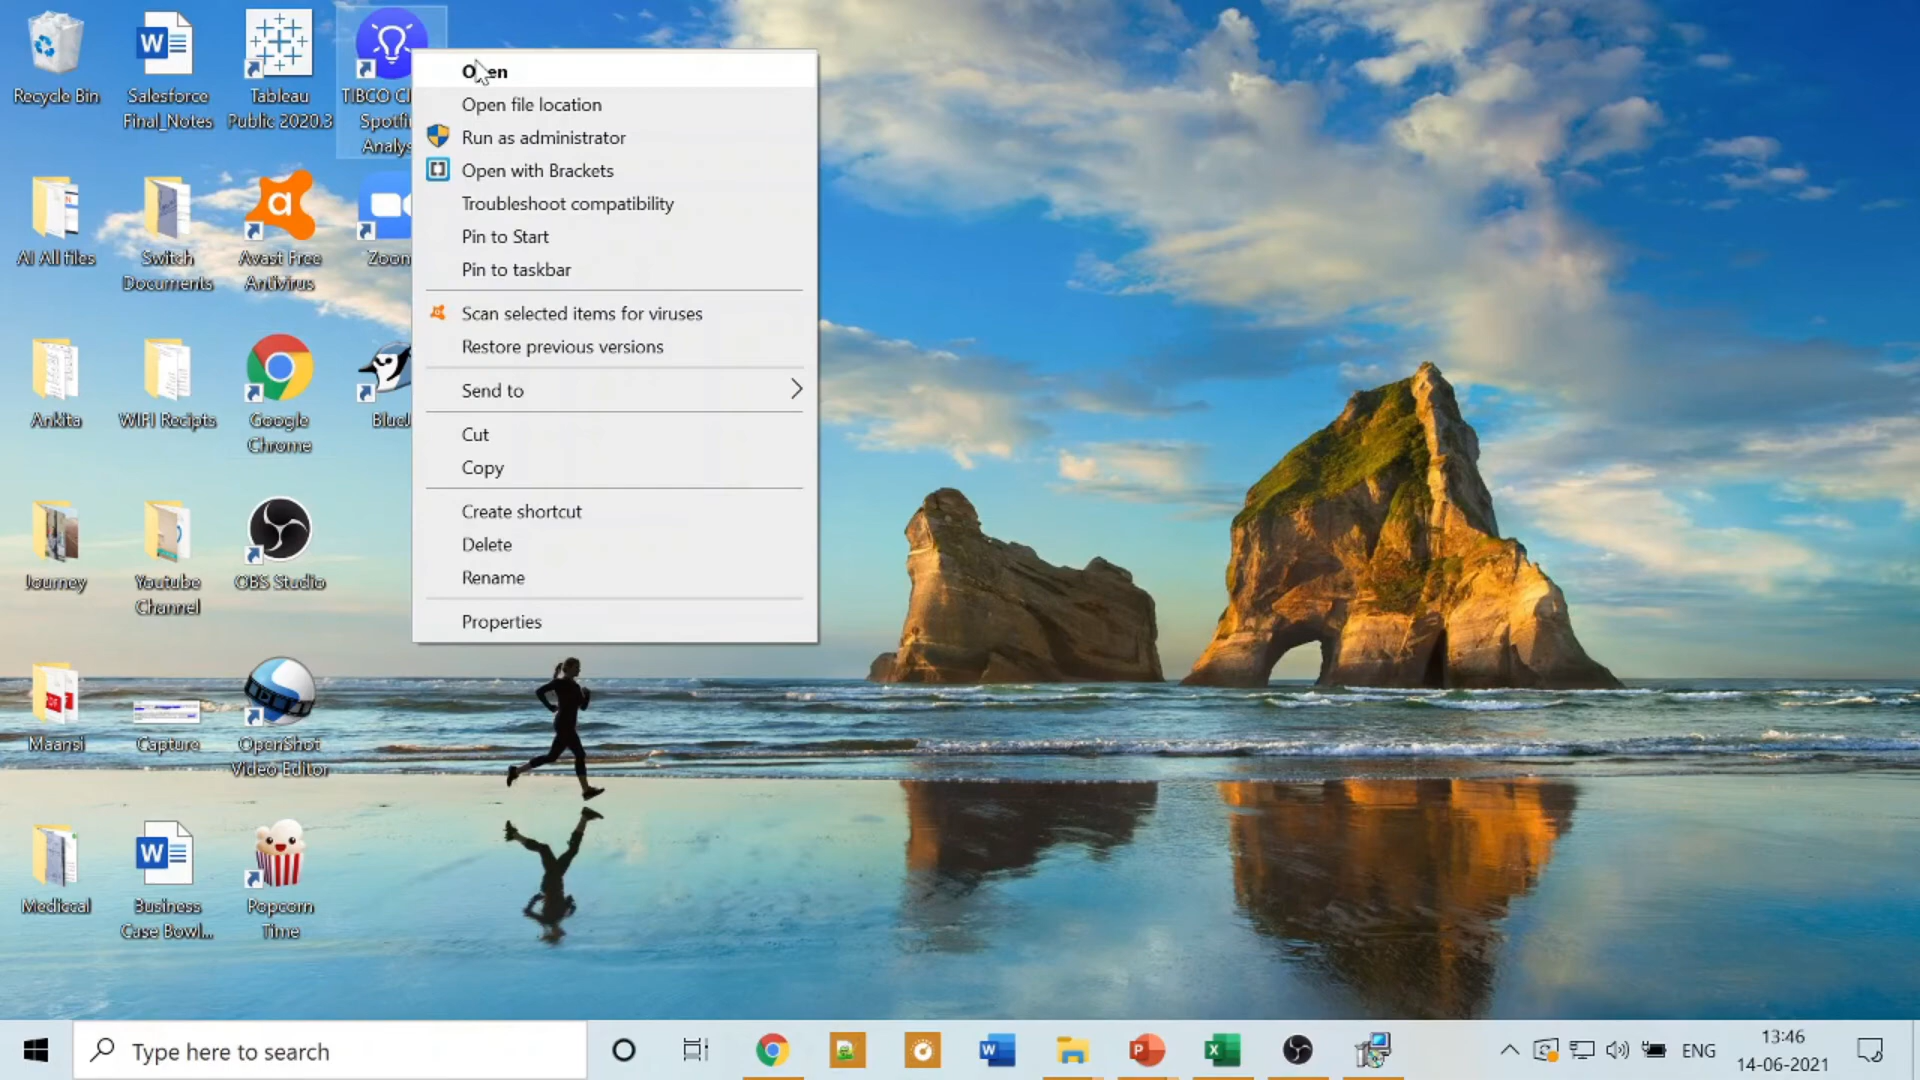 Recycle Bin
Salesforce
Final_Notes
Tableau
Public 2020.3
TIBCO Cl
Spotfi
Analys
AI All files
Switch
Documents
Avast Free
Antivirus
Zoom
Ankita
WIFI Recipts
Google
Chrome
BlueJ
Journey
Youtube
Channel
OBS Studio
Maansi
Capture
OpenShot
Video Editor
Mediccal
Business
Case Bowl...
Popcorn
Time
Open
Open file location
Run as administrator
Open with Brackets
Troubleshoot compatibility
Pin to Start
Pin to taskbar
Scan selected items for viruses
Restore previous versions
Send to
Cut
Copy
Create shortcut
Delete
Rename
Properties
Type here to search
ENG
13:46
14-06-2021